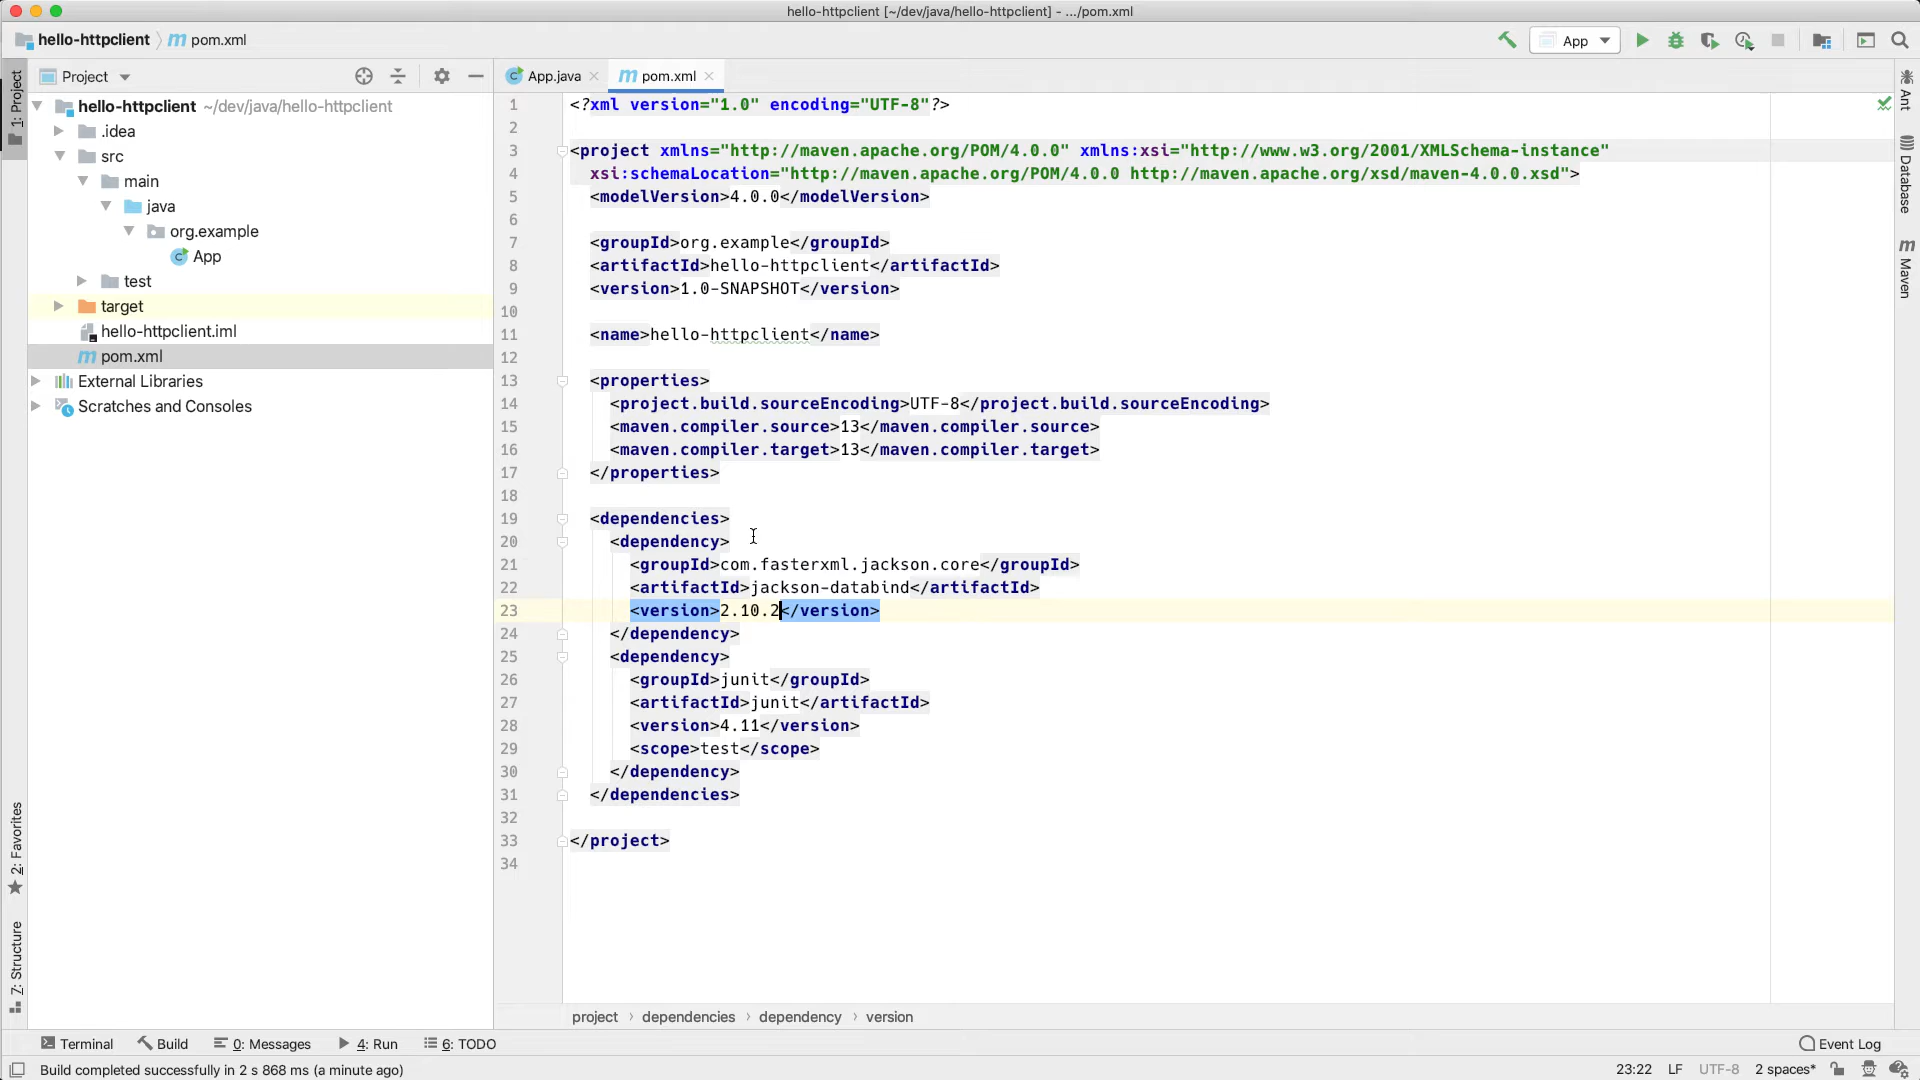 hello-httpclient [~/dev/java/hello-httpclient] - .../pom.xml
hello-httpclient
pom.xml
App
1: Project
Project
hello-httpclient ~/dev/java/hello-httpclient
.idea
src
main
java
org.example
App
test
target
hello-httpclient.iml
pom.xml
External Libraries
Scratches and Consoles
2: Favorites
7: Structure
App.java
pom.xml
1 <?xml version="1.0" encoding="UTF-8"?>
2
3 <project xmlns="http://maven.apache.org/POM/4.0.0" xmlns:xsi="http://www.w3.org/2001/XMLSchema-instance"
4 xsi:schemaLocation="http://maven.apache.org/POM/4.0.0 http://maven.apache.org/xsd/maven-4.0.0.xsd">
5 <modelVersion>4.0.0</modelVersion>
6
7 <groupId>org.example</groupId>
8 <artifactId>hello-httpclient</artifactId>
9 <version>1.0-SNAPSHOT</version>
10
11 <name>hello-httpclient</name>
12
13 <properties>
14 <project.build.sourceEncoding>UTF-8</project.build.sourceEncoding>
15 <maven.compiler.source>13</maven.compiler.source>
16 <maven.compiler.target>13</maven.compiler.target>
17 </properties>
18
19 <dependencies>
20 <dependency>
21 <groupId>com.fasterxml.jackson.core</groupId>
22 <artifactId>jackson-databind</artifactId>
23 <version>2.10.2</version>
24 </dependency>
25 <dependency>
26 <groupId>junit</groupId>
27 <artifactId>junit</artifactId>
28 <version>4.11</version>
29 <scope>test</scope>
30 </dependency>
31 </dependencies>
32
33 </project>
34
Ant
Database
Maven
project > dependencies > dependency > version
Terminal Build 0: Messages 4: Run 6: TODO Event Log
Build completed successfully in 2 s 868 ms (a minute ago) 23:22 LF UTF-8 2 spaces*